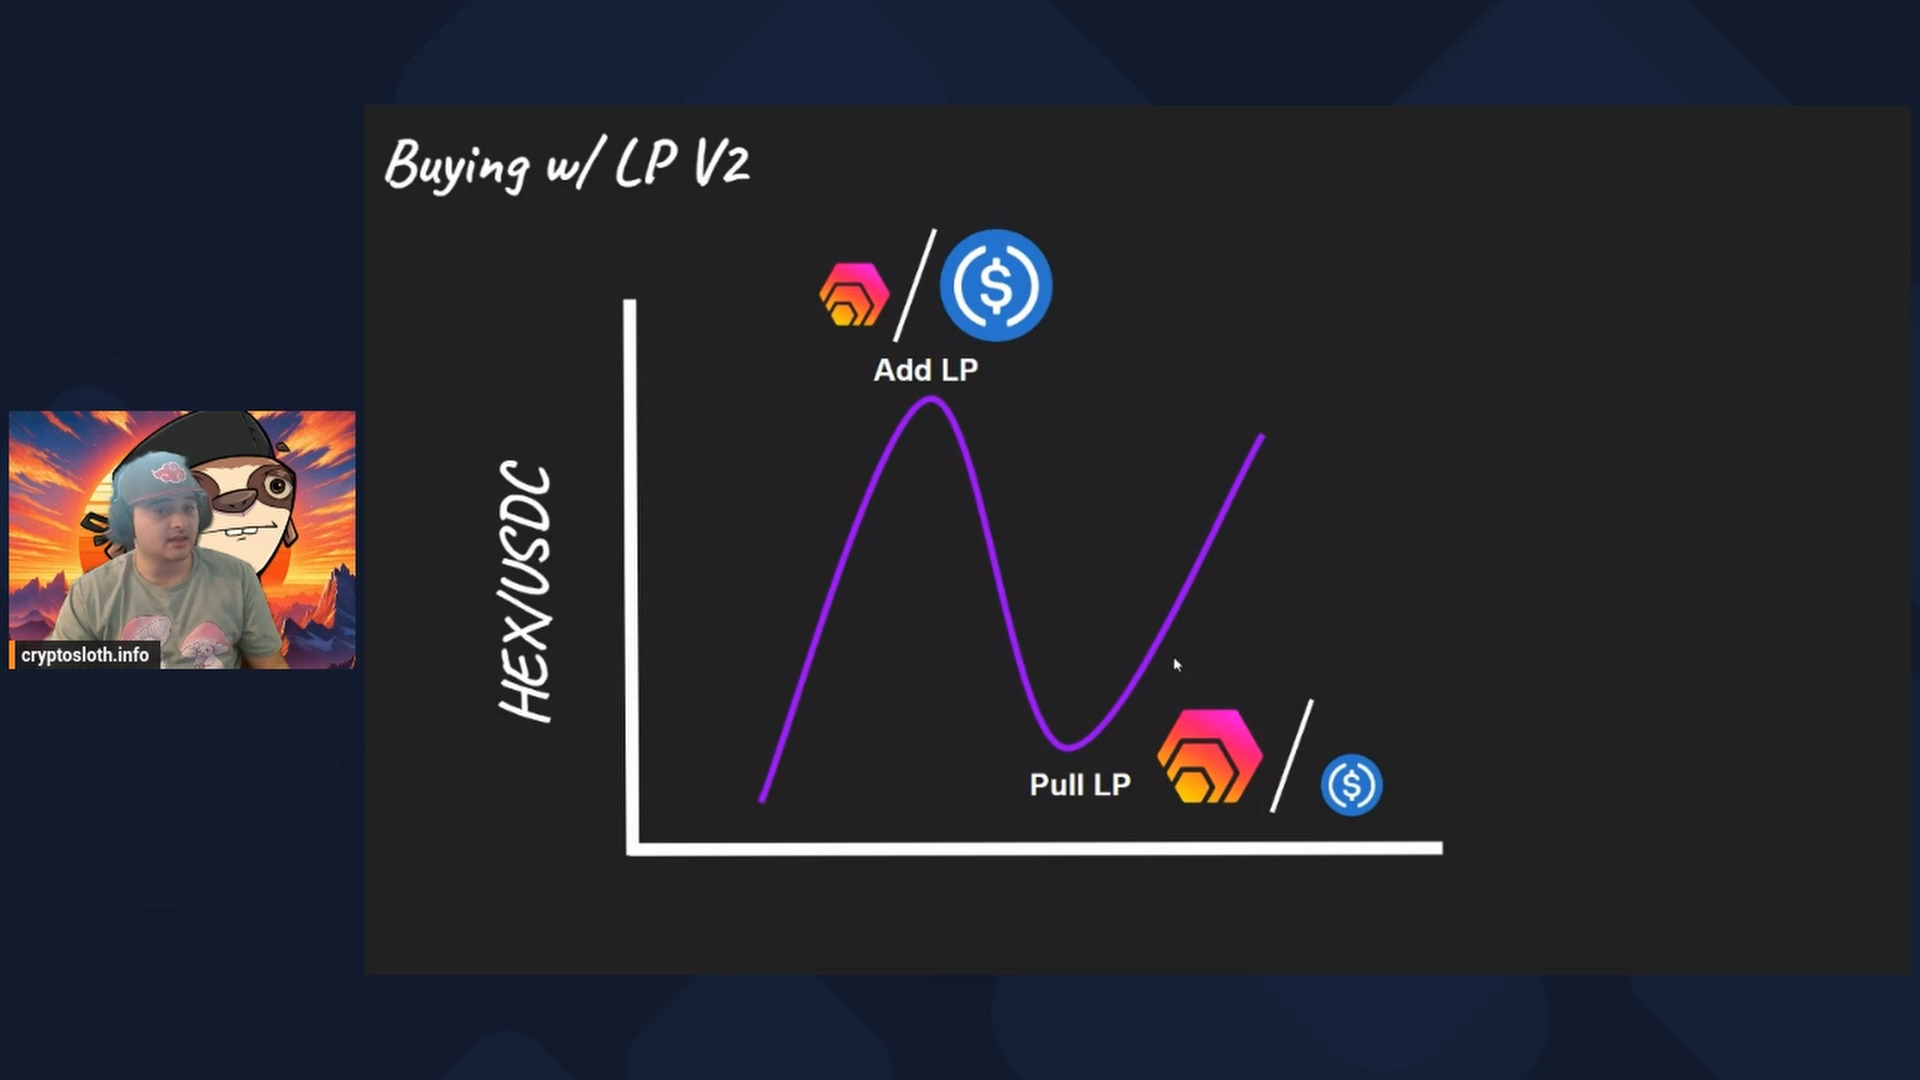 Buying w/ LP V2
Add LP
HEX/USDC
Pull LP
cryptosloth.info